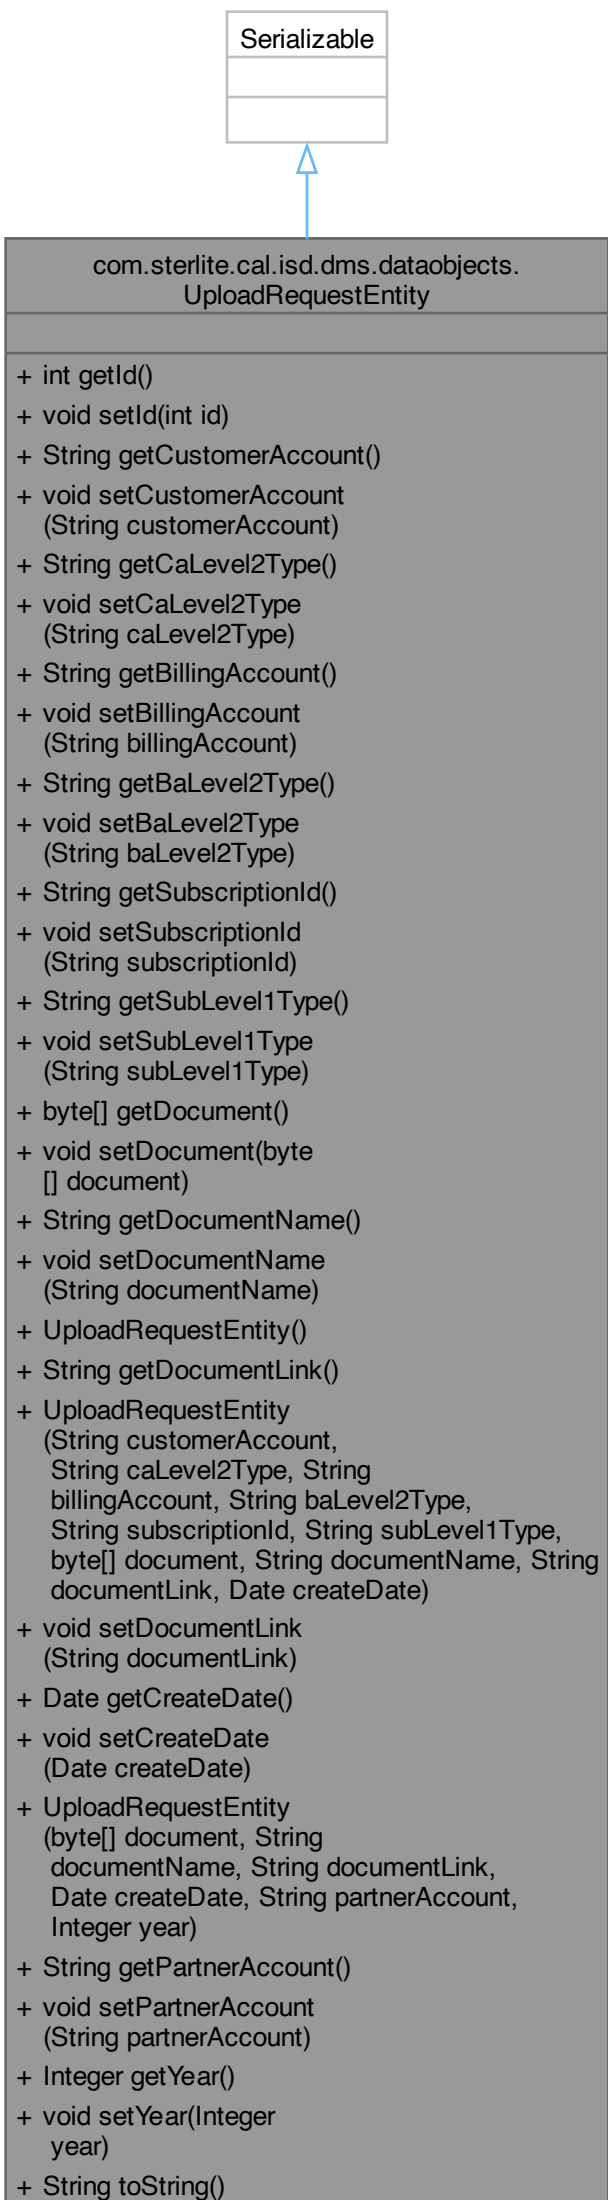 Serializable
com.sterlite.cal.isd.dms.dataobjects.
UploadRequestEntity
+ int getId()
+ void setId(int id)
+ String getCustomerAccount()
+ void setCustomerAccount
(String customerAccount)
+ String getCaLevel2Type()
+ void setCaLevel2Type
(String caLevel2Type)
+ String getBillingAccount()
+ void setBillingAccount
(String billingAccount)
+ String getBaLevel2Type()
+ void setBaLevel2Type
(String baLevel2Type)
+ String getSubscriptionId()
+ void setSubscriptionId
(String subscriptionId)
+ String getSubLevel1Type()
+ void setSubLevel1Type
(String subLevel1Type)
+ byte[] getDocument()
+ void setDocument(byte
[] document)
+ String getDocumentName()
+ void setDocumentName
(String documentName)
+ UploadRequestEntity()
+ String getDocumentLink()
+ UploadRequestEntity
(String customerAccount,
String caLevel2Type, String
billingAccount, String baLevel2Type,
String subscriptionId, String subLevel1Type,
byte[] document, String documentName, String
documentLink, Date createDate)
+ void setDocumentLink
(String documentLink)
+ Date getCreateDate()
+ void setCreateDate
(Date createDate)
+ UploadRequestEntity
(byte[] document, String
documentName, String documentLink,
Date createDate, String partnerAccount,
Integer year)
+ String getPartnerAccount()
+ void setPartnerAccount
(String partnerAccount)
+ Integer getYear()
+ void setYear(Integer
year)
+ String toString()